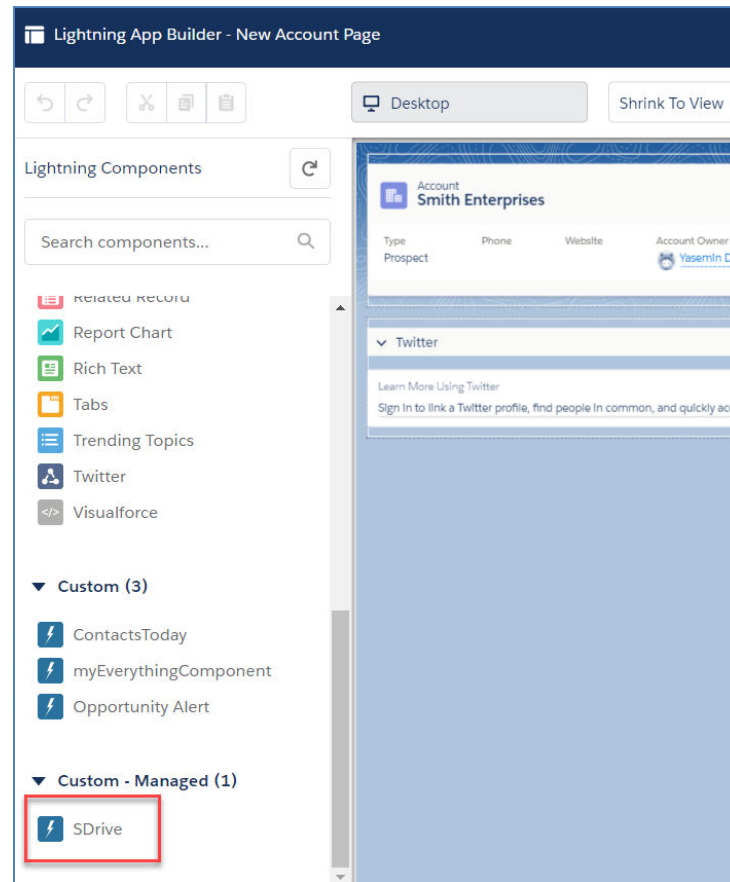 Lightning App Builder - New Account Page
Desktop
Shrink To View
Lightning Components
Search components...
Related Record
Report Chart
Rich Text
Tabs
Trending Topics
Twitter
Visualforce
Custom (3)
ContactsToday
myEverythingComponent
Opportunity Alert
Custom - Managed (1)
SDrive
Account
Smith Enterprises
Type Phone Website Account Owner
Prospect Yasemin D
Twitter
Learn More Using Twitter
Sign in to link a Twitter profile, find people in common, and quickly